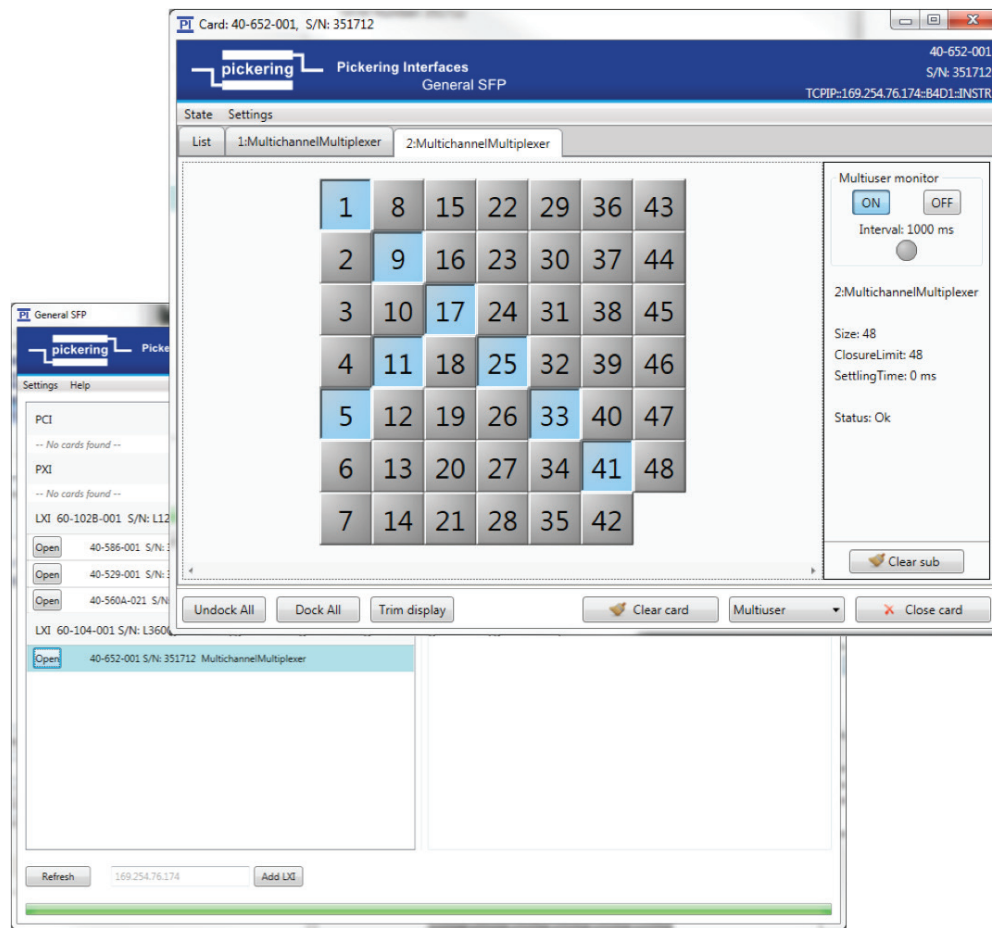 Card: 40-652-001, S/N: 351712
pickering
Pickering Interfaces
General SFP
40-652-001
S/N: 351712
TCPIP::169.254.76.174::B4D1::INSTR
State Settings
List 1:MultichannelMultiplexer 2:MultichannelMultiplexer
1 8 15 22 29 36 43
2 9 16 23 30 37 44
3 10 17 24 31 38 45
4 11 18 25 32 39 46
5 12 19 26 33 40 47
6 13 20 27 34 41 48
7 14 21 28 35 42
Multiuser monitor
ON OFF
Interval: 1000 ms
2:MultichannelMultiplexer
Size: 48
ClosureLimit: 48
SettlingTime: 0 ms
Status: Ok
Clear sub
Undock All Dock All Trim display Clear card Multiuser Close card
General SFP
pickering
Settings Help
PCI
-- No cards found --
PXI
-- No cards found --
LXI 60-102B-001 S/N: L12
Open 40-586-001 S/N:
Open 40-529-001 S/N:
Open 40-560A-021 S/N:
LXI 60-104-001 S/N: L3600
Open 40-652-001 S/N: 351712 MultichannelMultiplexer
Refresh 169.254.76.174 Add LXI